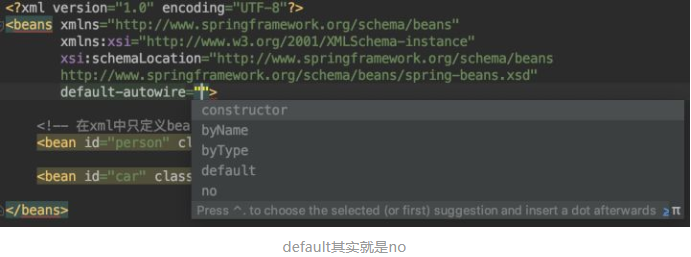 <?xml version="1.0" encoding="UTF-8"?>
<beans xmlns="http://www.springframework.org/schema/beans"
xmlns:xsi="http://www.w3.org/2001/XMLSchema-instance"
xsi:schemaLocation="http://www.springframework.org/schema/beans
http://www.springframework.org/schema/beans/spring-beans.xsd"
default-autowire="">
constructor
byName
byType
default
no
Press ^. to choose the selected (or first) suggestion and insert a dot afterwards ≥ π
<!-- 在xml中只定义bea
<bean id="person" cl
<bean id="car" class
</beans>
default其实就是no